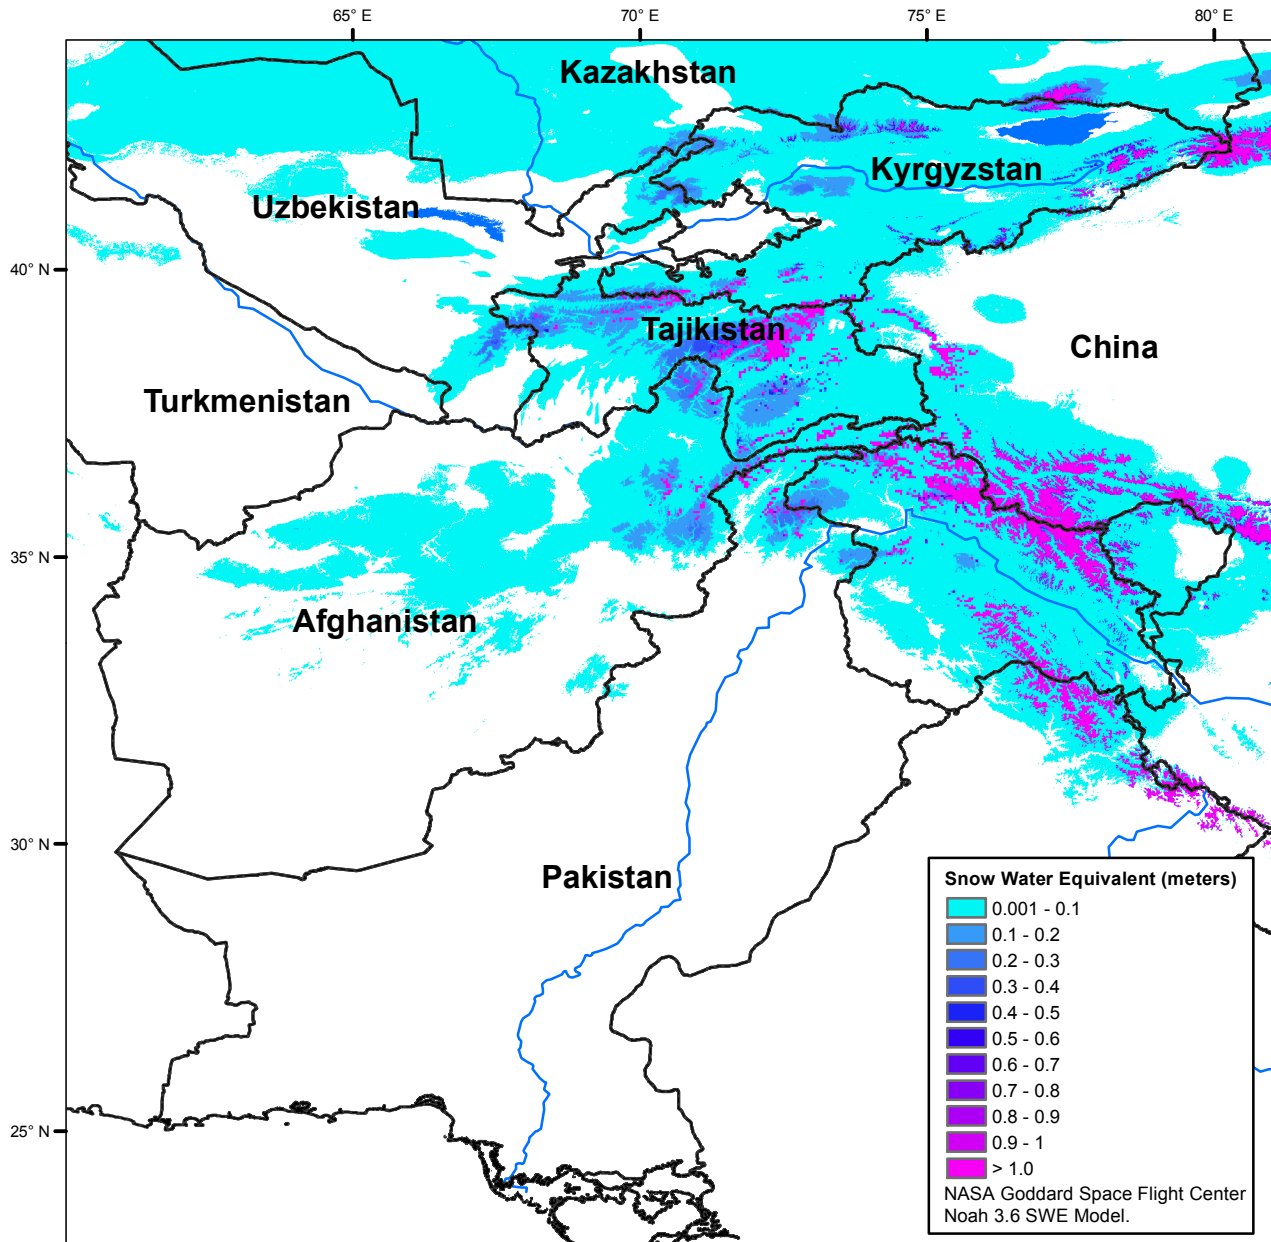 65° E
70° E
75° E
80° E
Kazakhstan
Kyrgyzstan
Uzbekistan
40° N
Tajikistan
China
Turkmenistan
35° N
Afghanistan
30° N
Pakistan
25° N
Snow Water Equivalent (meters)
0.001 - 0.1
0.1 - 0.2
0.2 - 0.3
0.3 - 0.4
0.4 - 0.5
0.5 - 0.6
0.6 - 0.7
0.7 - 0.8
0.8 - 0.9
0.9 - 1
> 1.0
NASA Goddard Space Flight Center
Noah 3.6 SWE Model.